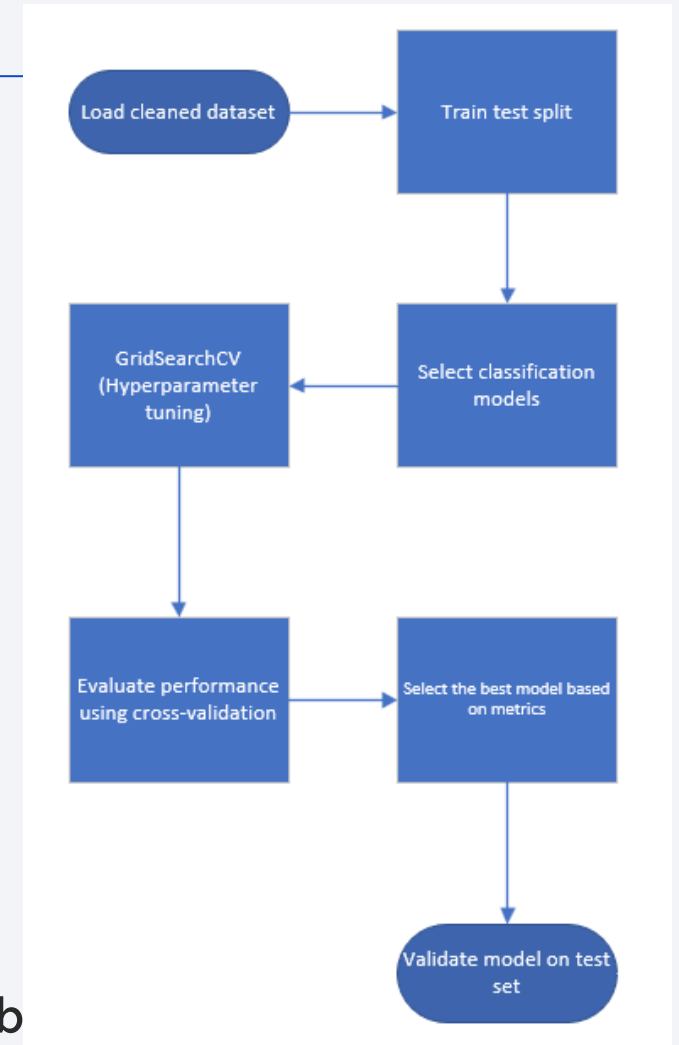 Load cleaned dataset
Train test split
Select classification
models
GridSearchCV
(Hyperparameter
tuning)
Evaluate performance
using cross-validation
Select the best model based
on metrics
Validate model on test
set
b